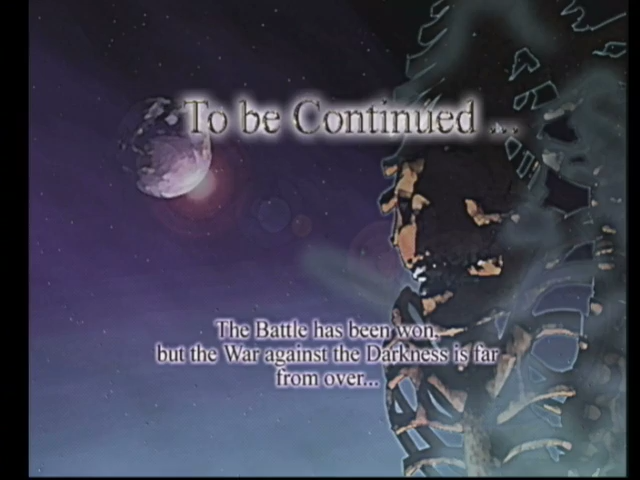 To be Continued ...
The Battle has been won,
but the War against the Darkness is far
from over...